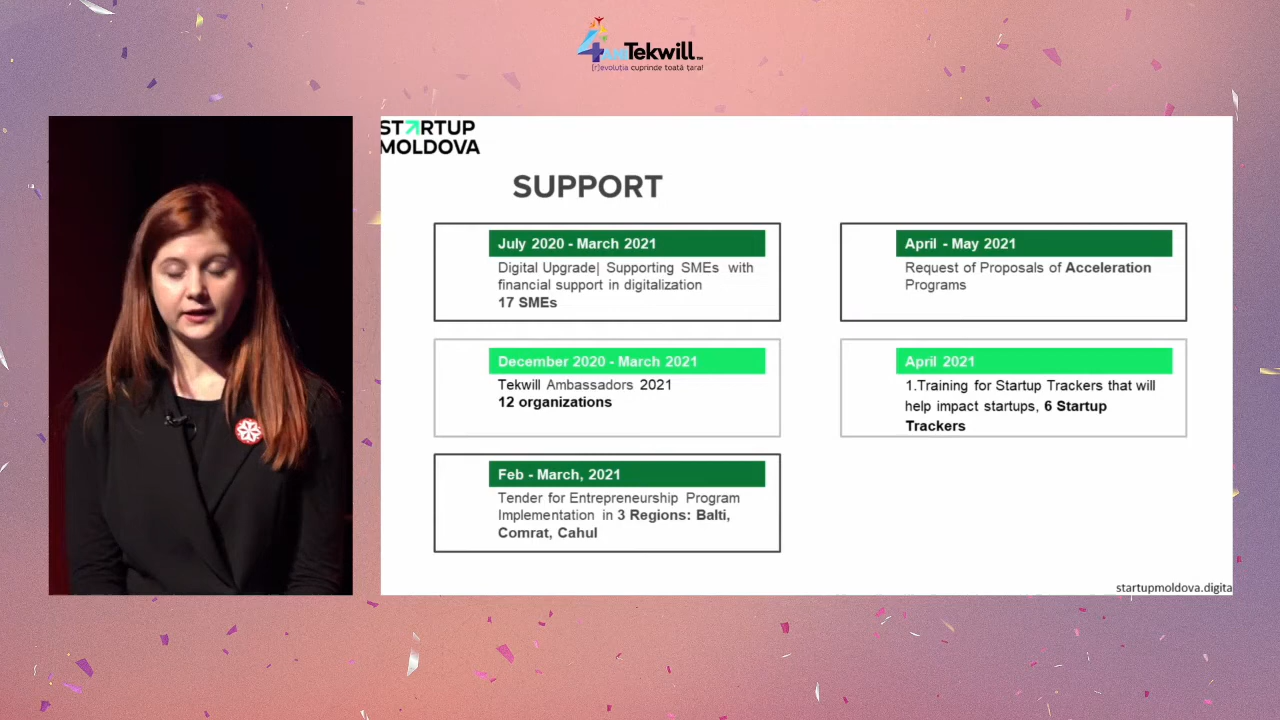 4 ANI Tekwill
[r]evoluția cuprinde toată țara!
STARTUP
MOLDOVA
SUPPORT
July 2020 - March 2021
Digital Upgrade| Supporting SMEs with
financial support in digitalization
17 SMEs
December 2020 - March 2021
Tekwill Ambassadors 2021
12 organizations
Feb - March, 2021
Tender for Entrepreneurship Program
Implementation in 3 Regions: Balti,
Comrat, Cahul
April - May 2021
Request of Proposals of Acceleration
Programs
April 2021
1.Training for Startup Trackers that will
help impact startups, 6 Startup
Trackers
startupmoldova.digita